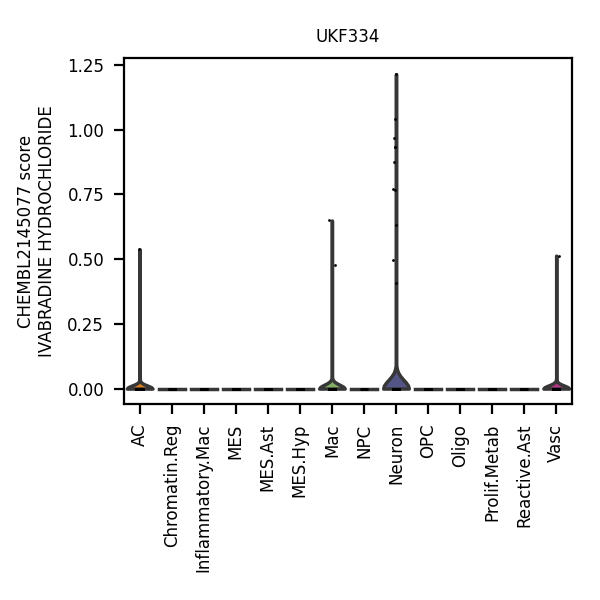 UKF334
CHEMBL2145077 score
IVABRADINE HYDROCHLORIDE
1.25
1.00
0.75
0.50
0.25
0.00
AC
Chromatin.Reg
Inflammatory.Mac
MES
MES.Ast
MES.Hyp
Mac
NPC
Neuron
OPC
Oligo
Prolif.Metab
Reactive.Ast
Vasc